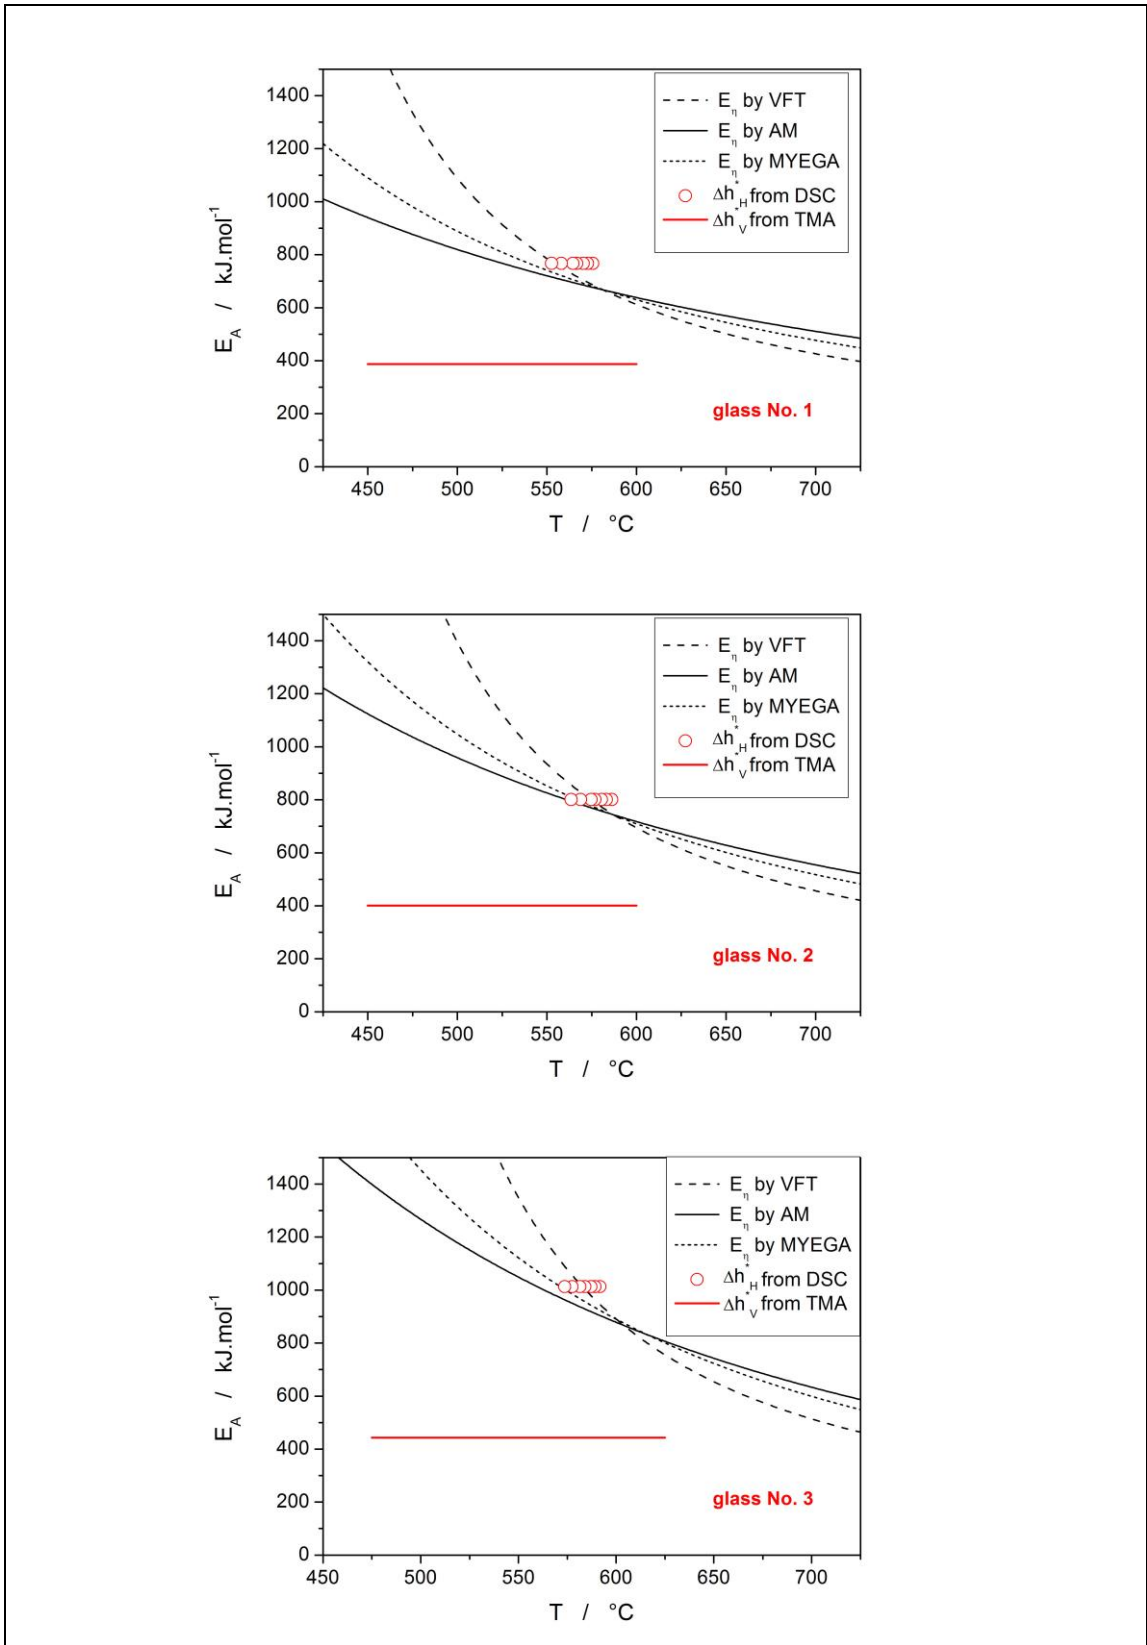 1400
1200
1000
800
600
400
200
0
E_A / kJ.mol⁻¹
E_η by VFT
E_η by AM
E_η by MYEGA
Δh*_H from DSC
Δh*_V from TMA
glass No. 1
450 500 550 600 650 700
T / °C
1400
1200
1000
800
600
400
200
0
E_A / kJ.mol⁻¹
E_η by VFT
E_η by AM
E_η by MYEGA
Δh*_H from DSC
Δh*_V from TMA
glass No. 2
450 500 550 600 650 700
T / °C
1400
1200
1000
800
600
400
200
0
E_A / kJ.mol⁻¹
E_η by VFT
E_η by AM
E_η by MYEGA
Δh*_H from DSC
Δh*_V from TMA
glass No. 3
450 500 550 600 650 700
T / °C